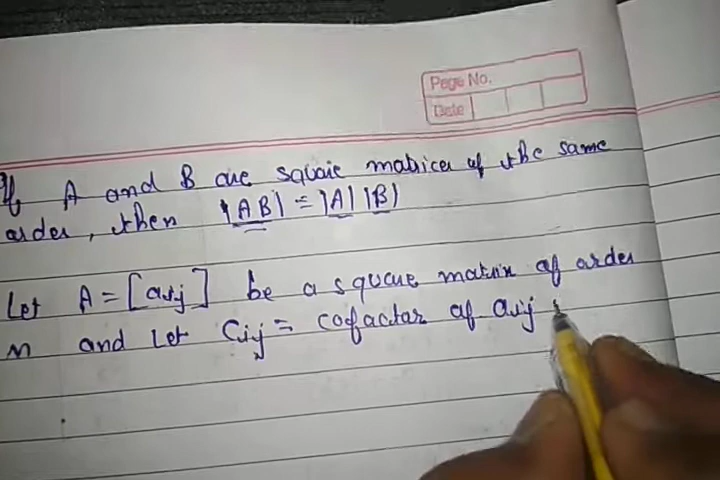 Page No.
Date
If A and B are square matrices of the same
order, then |AB| = |A| |B|
Let A = [aij] be a square matrix of order
n and let Cij = cofactor of aij